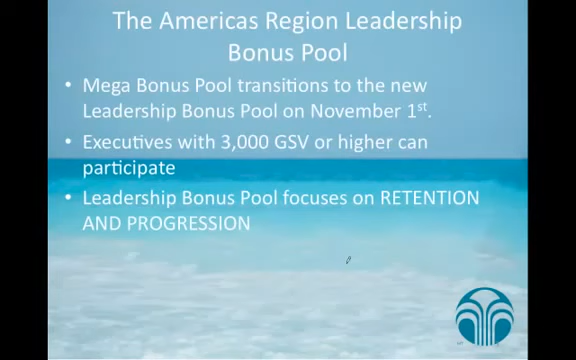 The Americas Region Leadership
Bonus Pool
• Mega Bonus Pool transitions to the new
Leadership Bonus Pool on November 1st.
• Executives with 3,000 GSV or higher can
participate
• Leadership Bonus Pool focuses on RETENTION
AND PROGRESSION